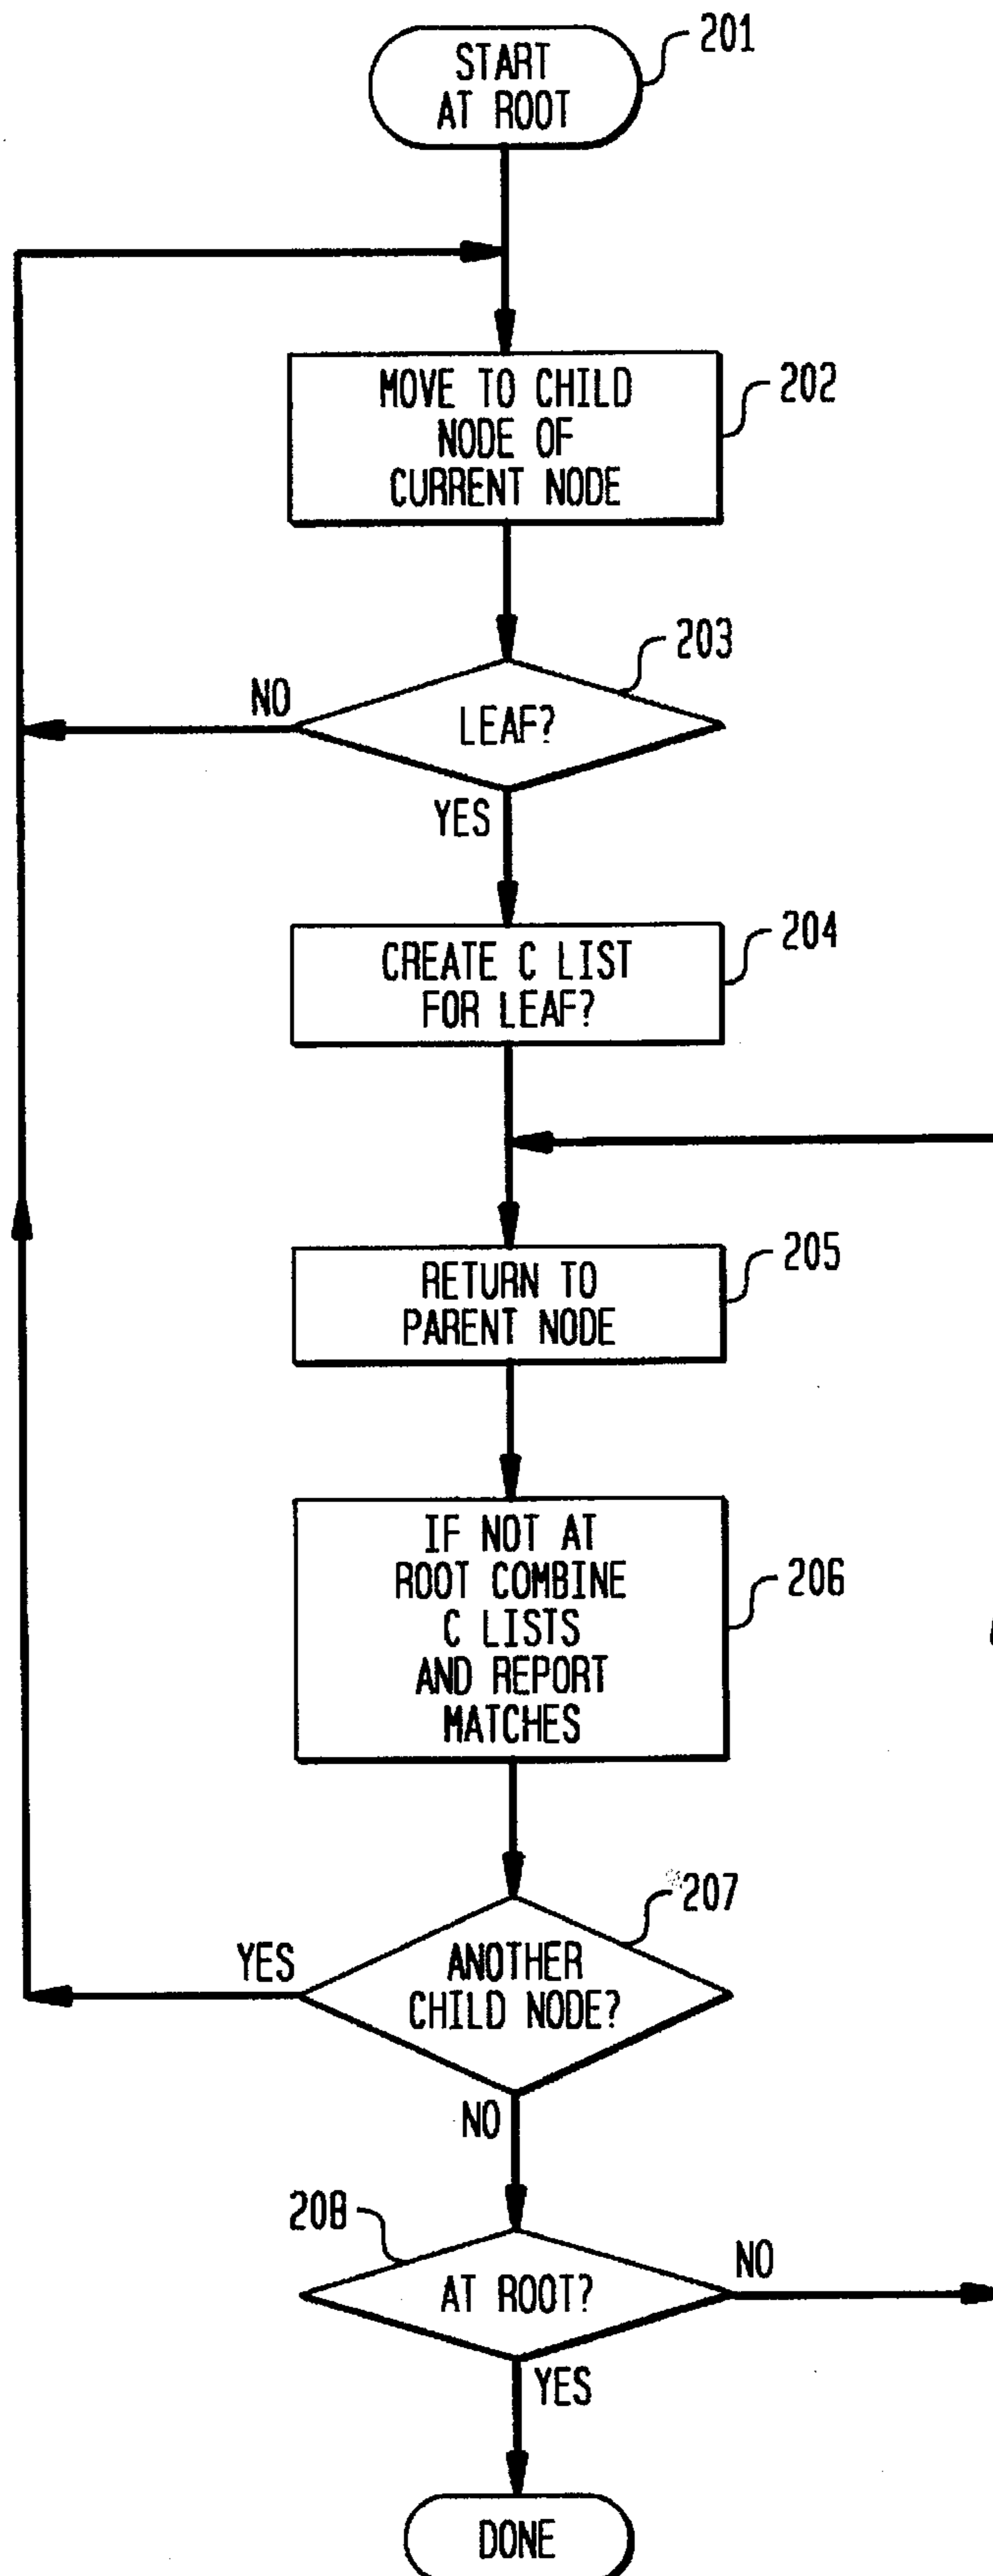 START
AT ROOT
201
MOVE TO CHILD
NODE OF
CURRENT NODE
202
203
NO
LEAF?
YES
CREATE C LIST
FOR LEAF?
204
RETURN TO
PARENT NODE
205
IF NOT AT
ROOT COMBINE
C LISTS
AND REPORT
MATCHES
206
207
YES
ANOTHER
CHILD NODE?
NO
208
NO
AT ROOT?
YES
DONE